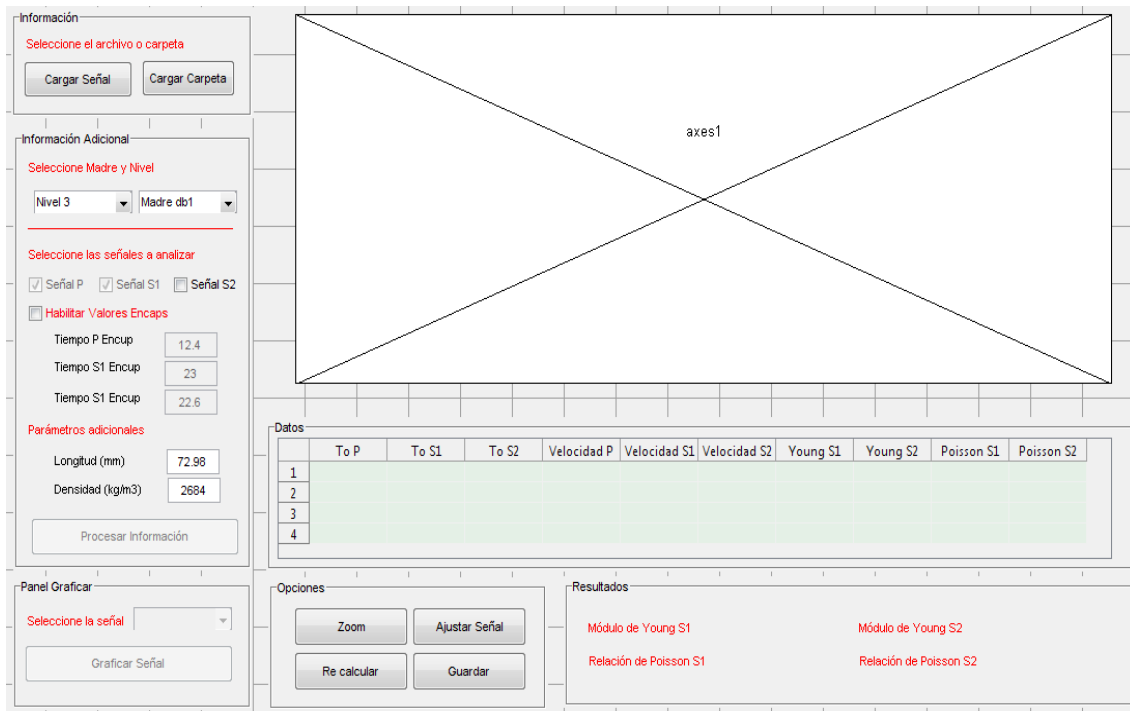 Información
Seleccione el archivo o carpeta
Cargar Señal Cargar Carpeta
Información Adicional
Seleccione Madre y Nivel
Nivel 3 Madre db1
Seleccione las señales a analizar
Señal P Señal S1 Señal S2
Habilitar Valores Encaps
Tiempo P Encup 12.4
Tiempo S1 Encup 23
Tiempo S1 Encup 22.6
Parámetros adicionales
Longitud (mm) 72.98
Densidad (kg/m3) 2684
Procesar Información
Panel Graficar
Seleccione la señal
Graficar Señal
axes1
Datos
To P To S1 To S2 Velocidad P Velocidad S1 Velocidad S2 Young S1 Young S2 Poisson S1 Poisson S2
1
2
3
4
Opciones
Zoom Ajustar Señal
Re calcular Guardar
Resultados
Módulo de Young S1 Módulo de Young S2
Relación de Poisson S1 Relación de Poisson S2